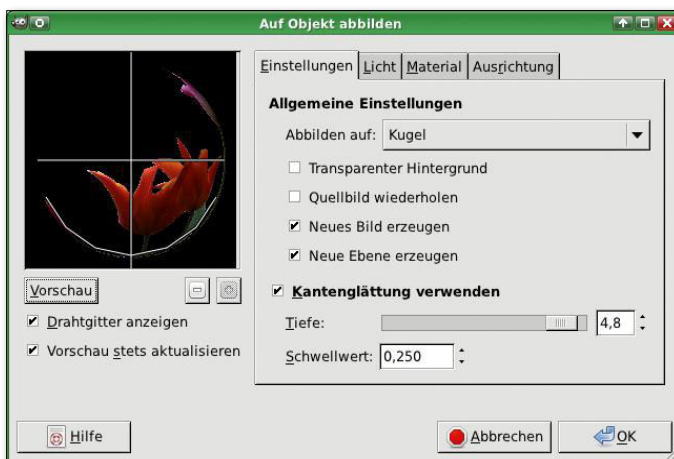 Auf Objekt abbilden
Einstellungen Licht Material Ausrichtung
Allgemeine Einstellungen
Abbilden auf: Kugel
Transparenter Hintergrund
Quellbild wiederholen
Neues Bild erzeugen
Neue Ebene erzeugen
Vorschau
Kantenglättung verwenden
Drahtgitter anzeigen
Tiefe: 4,8
Vorschau stets aktualisieren
Schwellwert: 0,250
Hilfe Abbrechen OK